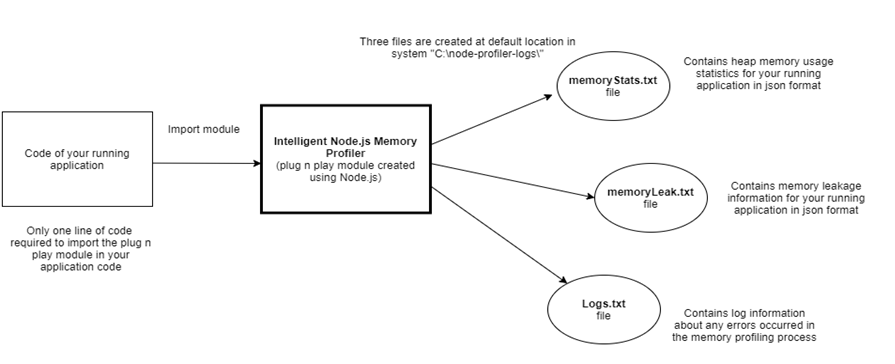 Three files are created at default location in
system "C:\node-profiler-logs\"
memoryStats.txt
file
Contains heap memory usage
statistics for your running
application in json format
Code of your running
application
Import module
Intelligent Node.js Memory
Profiler
(plug n play module created
using Node.js)
memoryLeak.txt
file
Contains memory leakage
information for your running
application in json format
Only one line of code
required to import the plug n
play module in your
application code
Logs.txt
file
Contains log information
about any errors occurred in
the memory profiling process